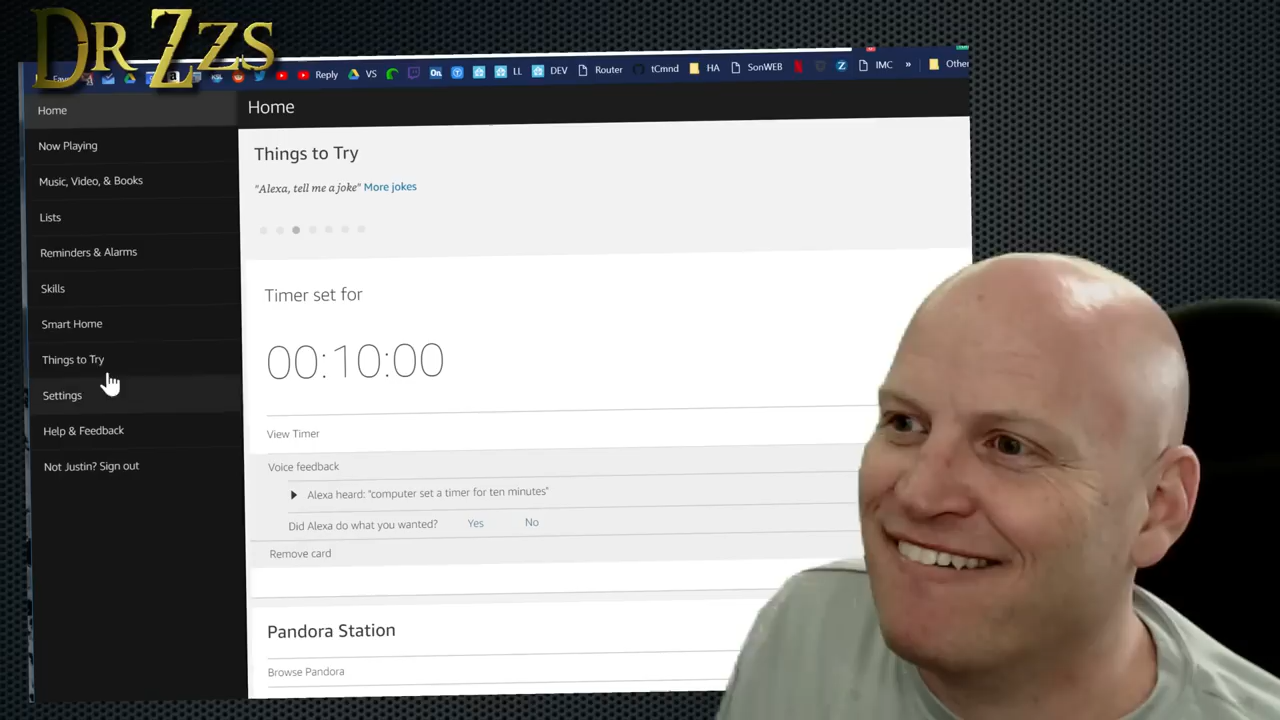 DR ZZS
Reply VS On LL DEV Router tCmnd HA SonWEB Z IMC » Other
Home
Now Playing
Music, Video, & Books
Lists
Reminders & Alarms
Skills
Smart Home
Things to Try
Settings
Help & Feedback
Not Justin? Sign out
Home
Things to Try
"Alexa, tell me a joke" More jokes
Timer set for
00:10:00
View Timer
Voice feedback
Alexa heard: "computer set a timer for ten minutes"
Did Alexa do what you wanted? Yes No
Remove card
Pandora Station
Browse Pandora